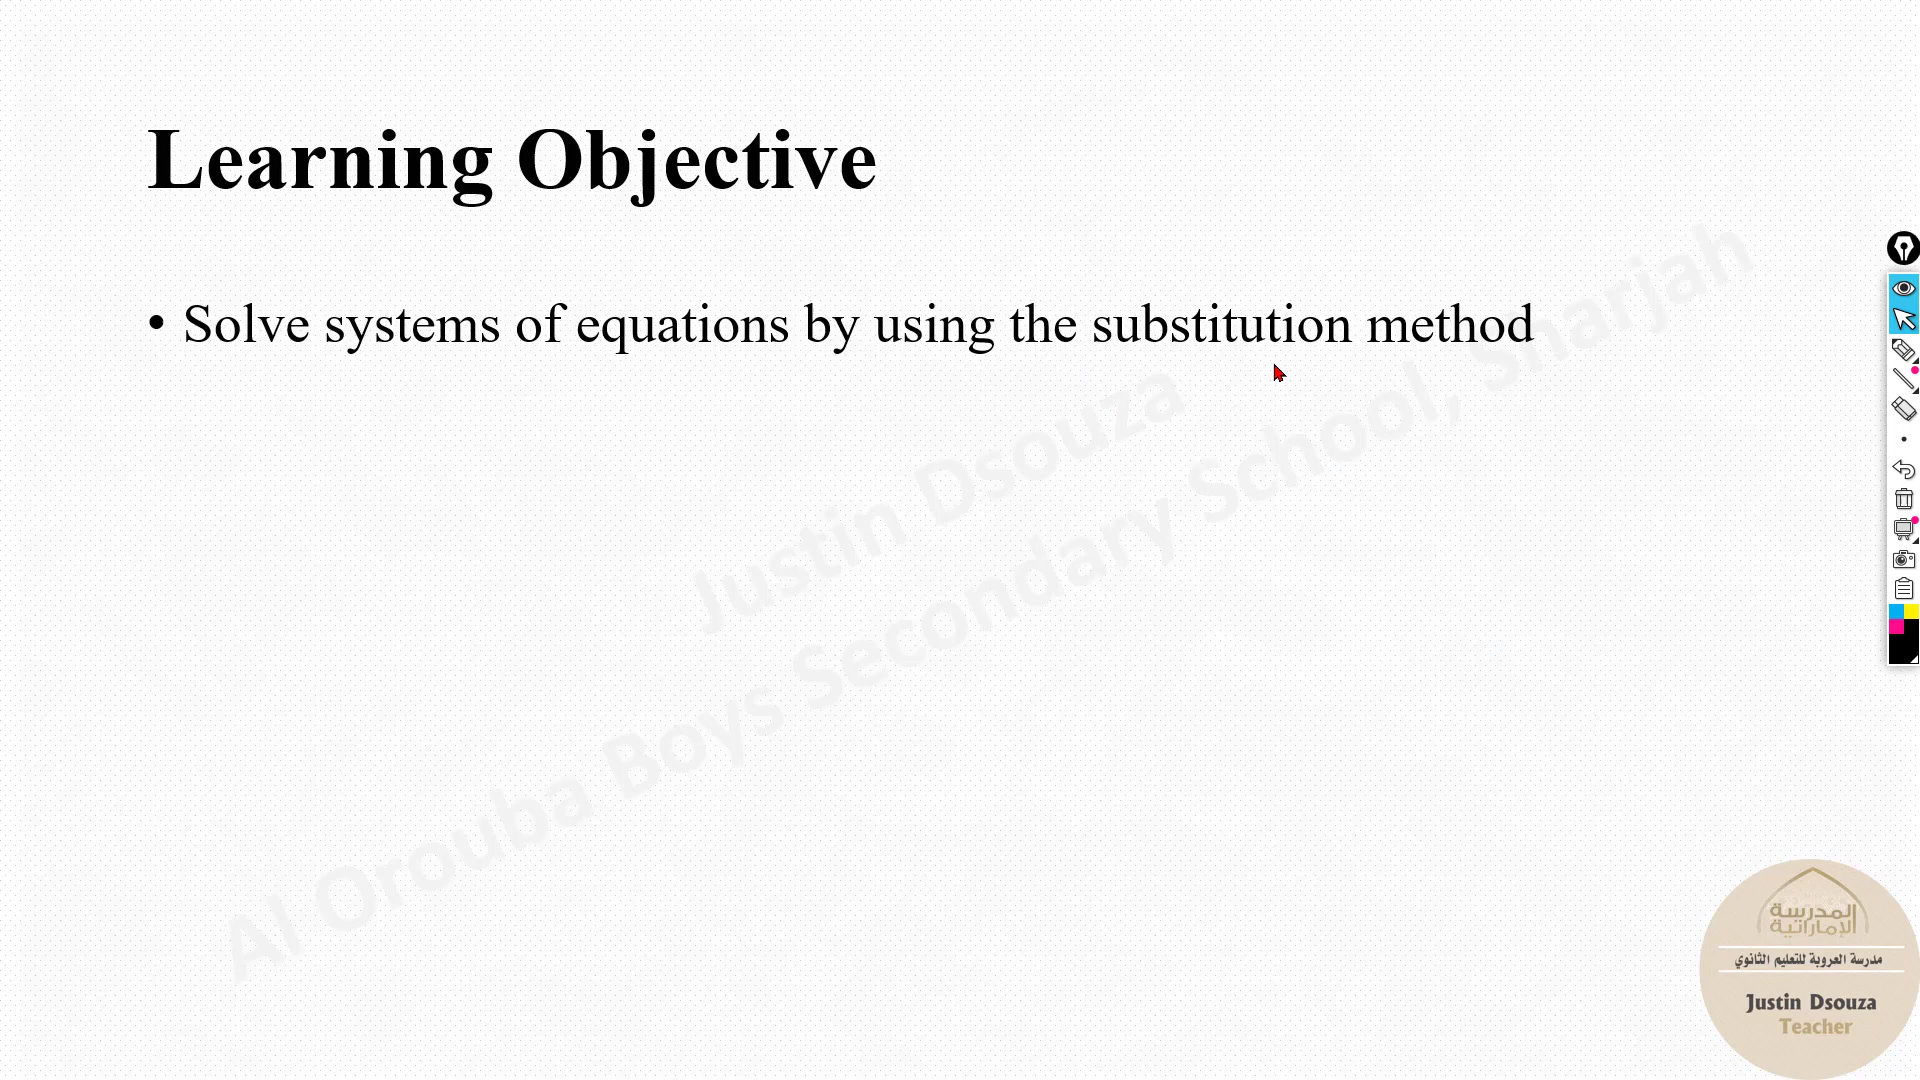 Learning Objective
• Solve systems of equations by using the substitution method
Justin Dsouza
Al Orouba Boys Secondary School, Sharjah
المدرسة
الإماراتية
مدرسة العروبة للتعليم الثانوي
Justin Dsouza
Teacher